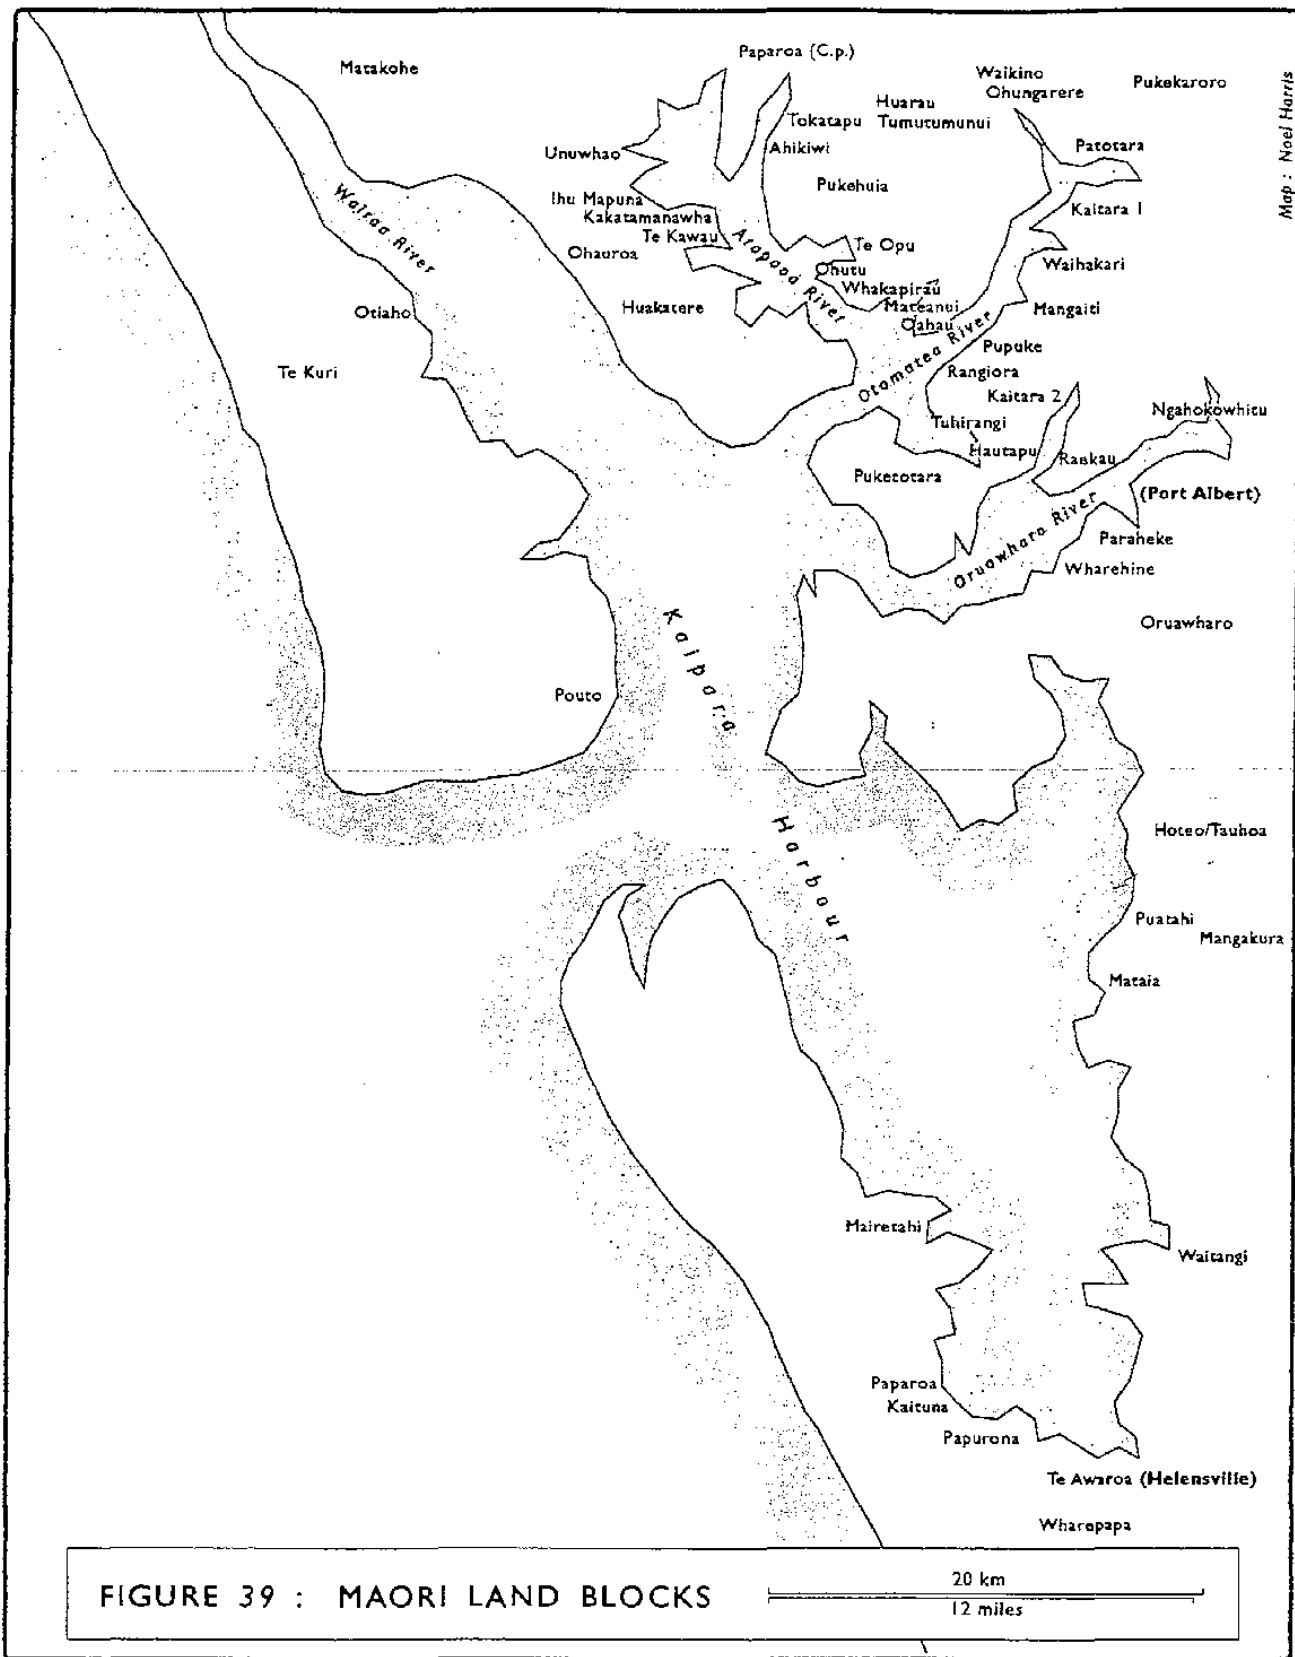 Paparoa (C.p.)
Matakohe
Waikino
Ohungarere
Pukekaroro
Huarau
Tokatapu
Tumutumunui
Unuwhao
Ahikiwi
Patotara
Pukehuia
Ihu Mapuna
Kakatamanawha
Kaitara 1
Wairaa River
Te Kawau
Arapaoa River
Te Opu
Ohauroa
Waihakari
Ohutu
Whakapirau
Huakatere
Mateanui
Mangaiti
Otiaho
Oahau
Otamatea River
Pupuke
Te Kuri
Rangiora
Kaitara 2
Ngahokowhitu
Tuhirangi
Hautapu
Raekau
Puketotara
(Port Albert)
Oruawharo River
Paraheke
Wharehine
Kaipara
Oruawharo
Pouto
Harbour
Hoteo/Tauhoa
Puatahi
Mangakura
Mataia
Mairetahi
Waitangi
Paparoa
Kaituna
Papurona
Te Awaroa (Helensville)
Wharepapa
FIGURE 39 : MAORI LAND BLOCKS
20 km
12 miles
Map : Noel Harris